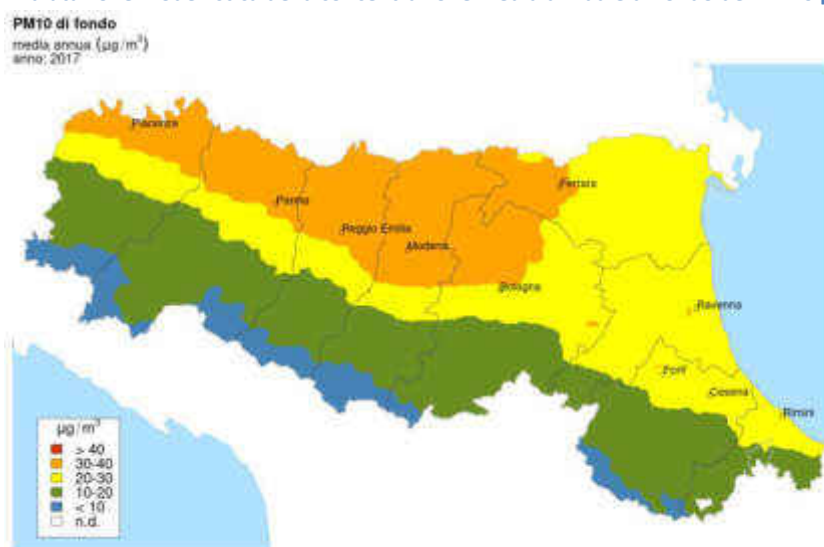 PM10 di fondo
media annua (µg/m³)
anno: 2017
Piacenza
Parma
Reggio Emilia
Modena
Ferrara
Bologna
Ravenna
Forlì
Cesena
Rimini
µg/m³
> 40
30-40
20-30
10-20
< 10
n.d.